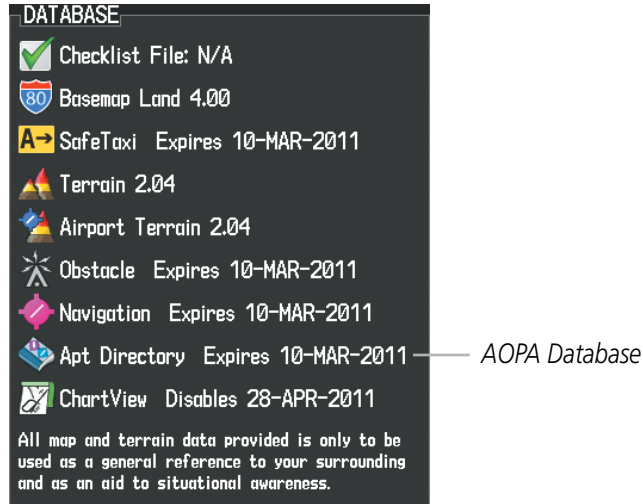 DATABASE
Checklist File: N/A
80 Basemap Land 4.00
A→ SafeTaxi Expires 10-MAR-2011
Terrain 2.04
Airport Terrain 2.04
Obstacle Expires 10-MAR-2011
Navigation Expires 10-MAR-2011
Apt Directory Expires 10-MAR-2011 AOPA Database
ChartView Disables 28-APR-2011
All map and terrain data provided is only to be
used as a general reference to your surrounding
and as an aid to situational awareness.